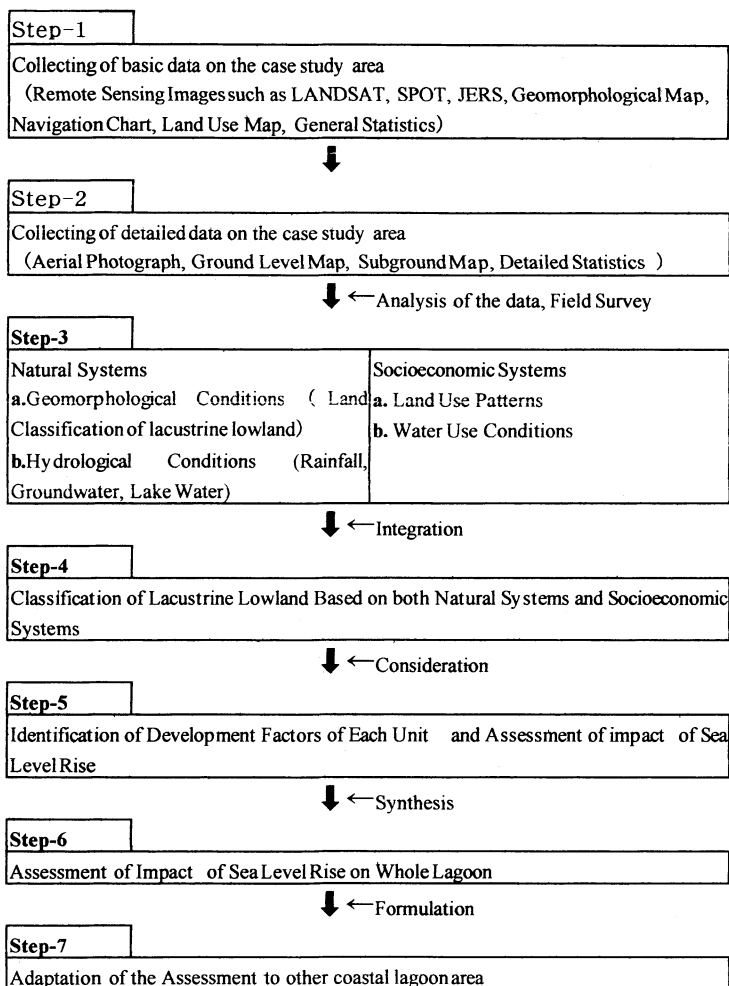 Step-1
Collecting of basic data on the case study area
(Remote Sensing Images such as LANDSAT, SPOT, JERS, Geomorphological Map,
Navigation Chart, Land Use Map, General Statistics)
Step-2
Collecting of detailed data on the case study area
(Aerial Photograph, Ground Level Map, Subground Map, Detailed Statistics )
←Analysis of the data, Field Survey
Step-3
Natural Systems
a.Geomorphological Conditions ( Land
Classification of lacustrine lowland)
b.Hydrological Conditions (Rainfall,
Groundwater, Lake Water)
Socioeconomic Systems
a. Land Use Patterns
b. Water Use Conditions
←Integration
Step-4
Classification of Lacustrine Lowland Based on both Natural Systems and Socioeconomic
Systems
←Consideration
Step-5
Identification of Development Factors of Each Unit and Assessment of impact of Sea
Level Rise
←Synthesis
Step-6
Assessment of Impact of Sea Level Rise on Whole Lagoon
←Formulation
Step-7
Adaptation of the Assessment to other coastal lagoon area